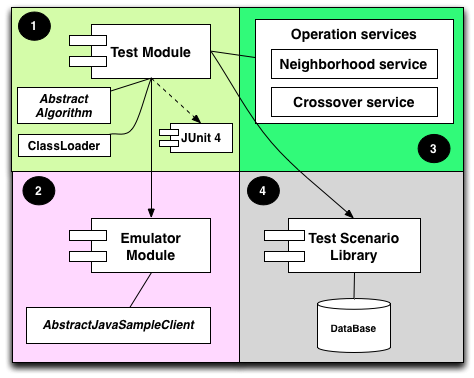 1
Test Module
Abstract
Algorithm
ClassLoader
JUnit 4
Operation services
Neighborhood service
Crossover service
3
2
Emulator
Module
AbstractJavaSampleClient
4
Test Scenario
Library
DataBase